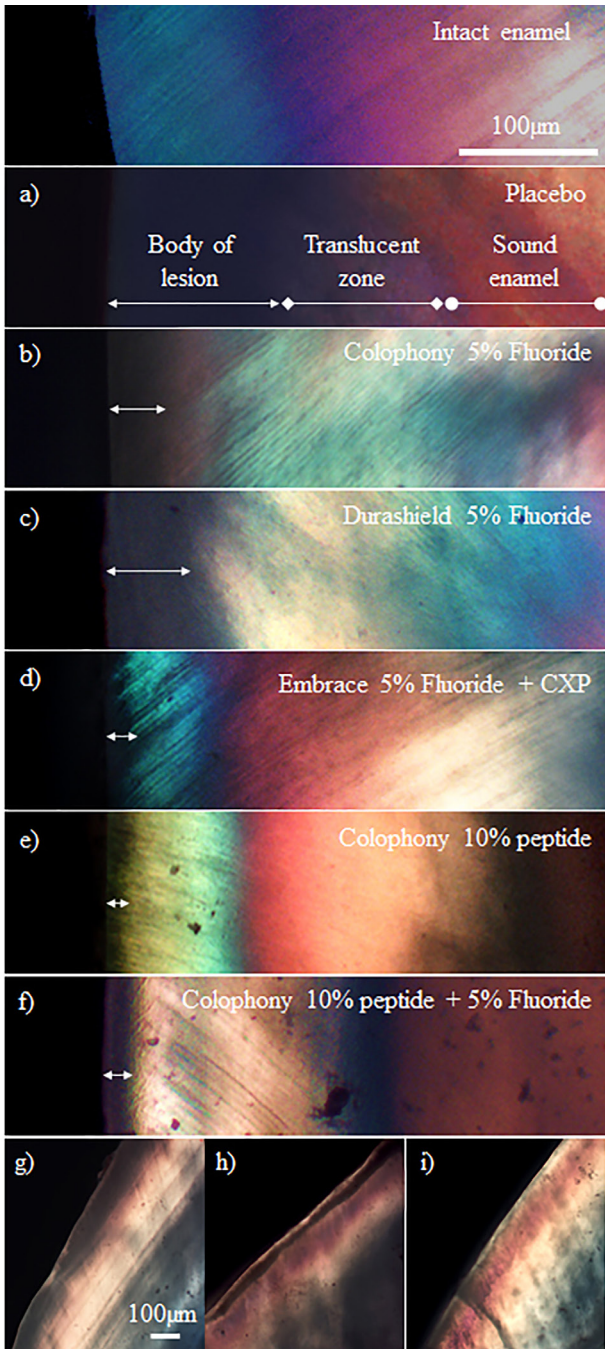 Intact enamel
100μm
a)
Placebo
Body of
lesion
Translucent
zone
Sound
enamel
b)
Colophony 5% Fluoride
c)
Durashield 5% Fluoride
d)
Embrace 5% Fluoride + CXP
e)
Colophony 10% peptide
f)
Colophony 10% peptide + 5% Fluoride
g)
h)
i)
100μm